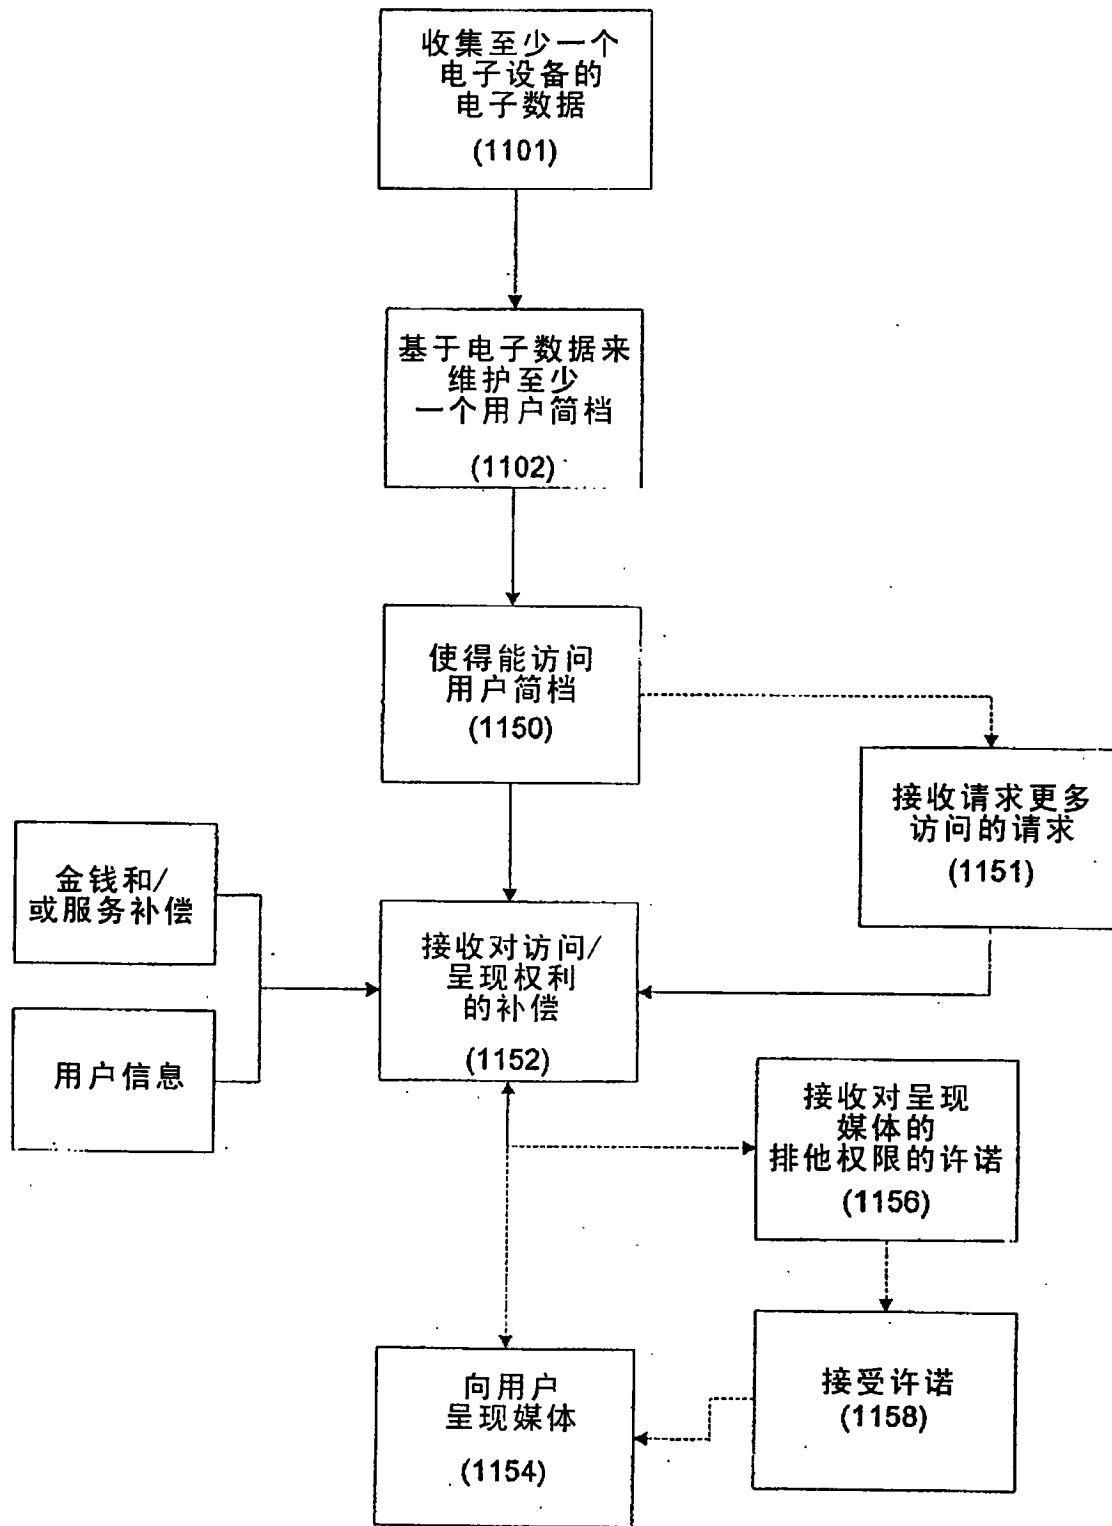 收集至少一个
电子设备的
电子数据
(1101)
基于电子数据来
维护至少
一个用户简档
(1102)
使得能访问
用户简档
(1150)
接收请求更多
访问的请求
(1151)
金钱和/
或服务补偿
用户信息
接收对访问/
呈现权利
的补偿
(1152)
接收对呈现
媒体的
排他权限的许诺
(1156)
接受许诺
(1158)
向用户
呈现媒体
(1154)